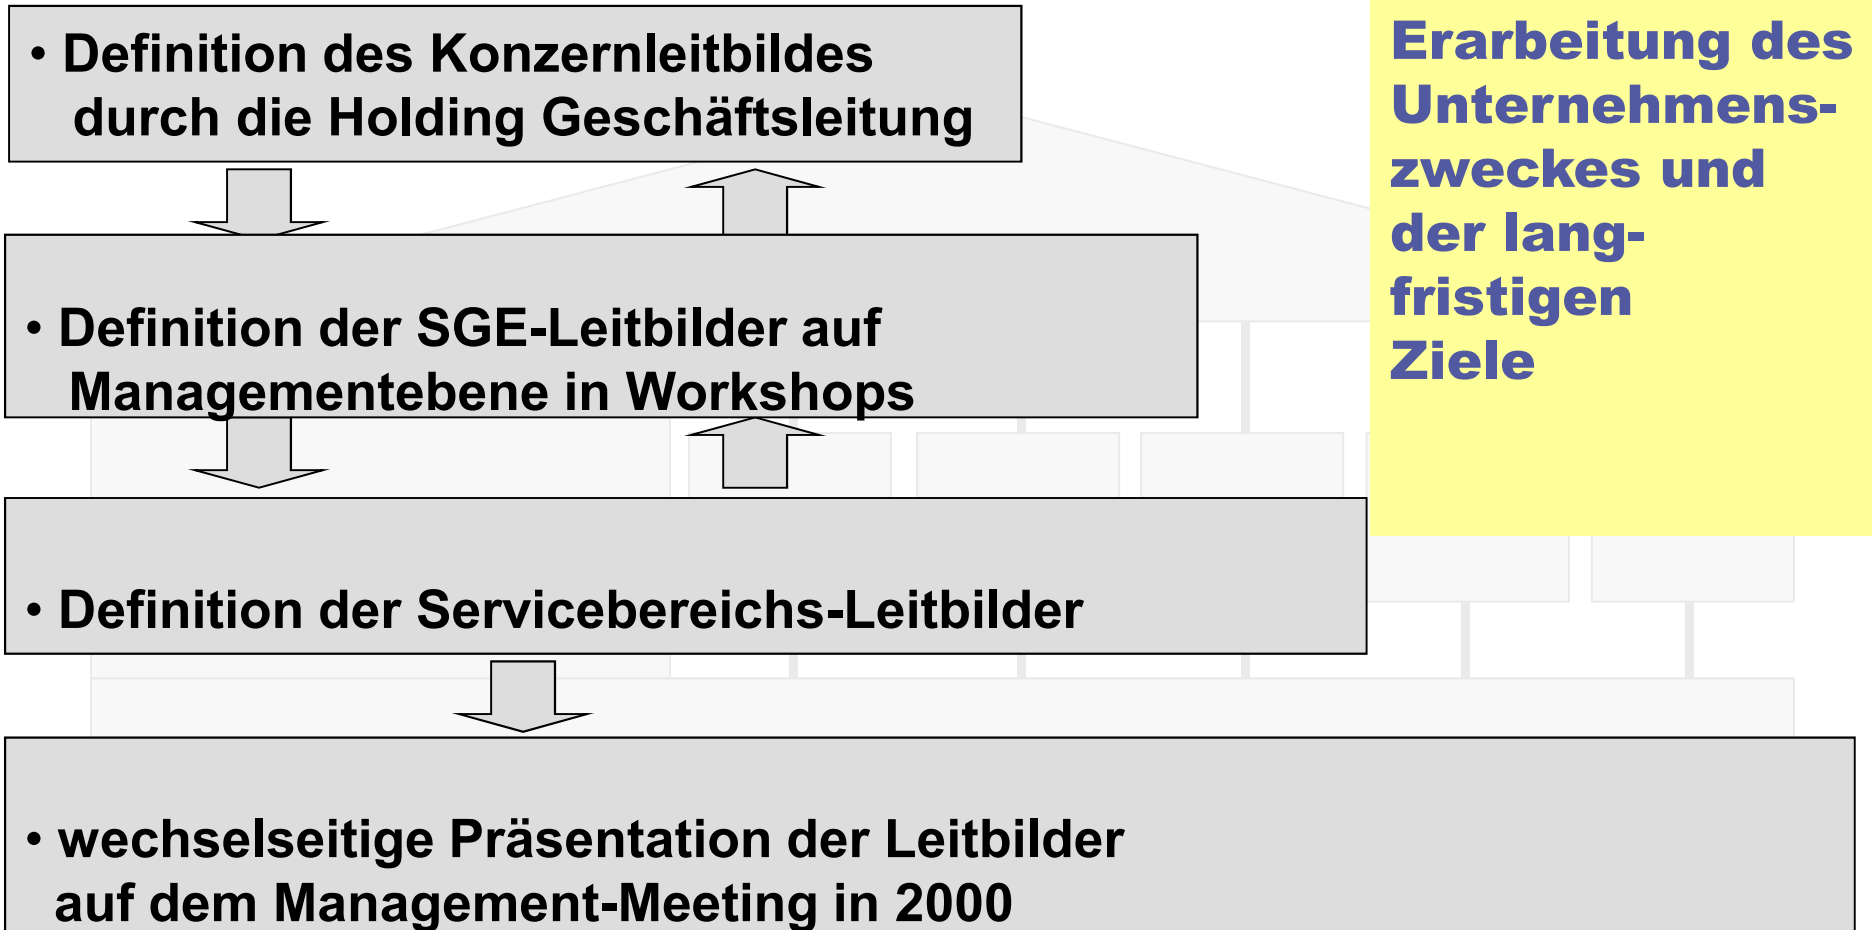 • Definition des Konzernleitbildes
durch die Holding Geschäftsleitung
• Definition der SGE-Leitbilder auf
Managementebene in Workshops
• Definition der Servicebereichs-Leitbilder
• wechselseitige Präsentation der Leitbilder
auf dem Management-Meeting in 2000
Erarbeitung des
Unternehmens-
zweckes und
der lang-
fristigen
Ziele